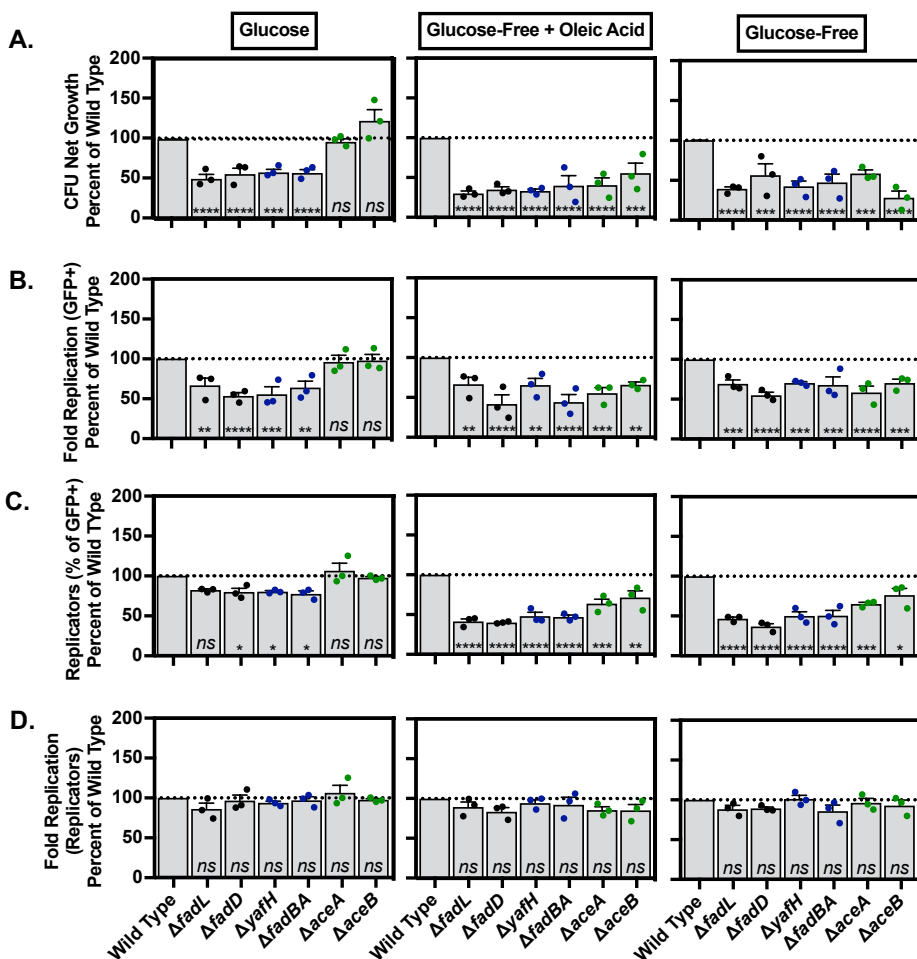 Glucose
Glucose-Free + Oleic Acid
Glucose-Free
A.
CFU Net Growth
Percent of Wild Type
200
150
100
50
0
**** **** *** *** ns ns
**** **** **** **** **** ***
**** *** **** **** *** ****
B.
Fold Replication (GFP+)
Percent of Wild Type
200
150
100
50
0
** **** *** ** ns ns
** **** ** **** *** **
*** **** *** *** **** ***
C.
Replicators (% of GFP+)
Percent of Wild TYpe
200
150
100
50
0
ns * * * ns ns
**** **** **** **** *** **
**** **** **** **** *** *
D.
Fold Replication
(Replicators)
Percent of Wild Type
200
150
100
50
0
ns ns ns ns ns ns
ns ns ns ns ns ns
ns ns ns ns ns ns
Wild Type ΔfadL ΔfadD ΔyafH ΔfadBA ΔaceA ΔaceB
Wild Type ΔfadL ΔfadD ΔyafH ΔfadBA ΔaceA ΔaceB
Wild Type ΔfadL ΔfadD ΔyafH ΔfadBA ΔaceA ΔaceB